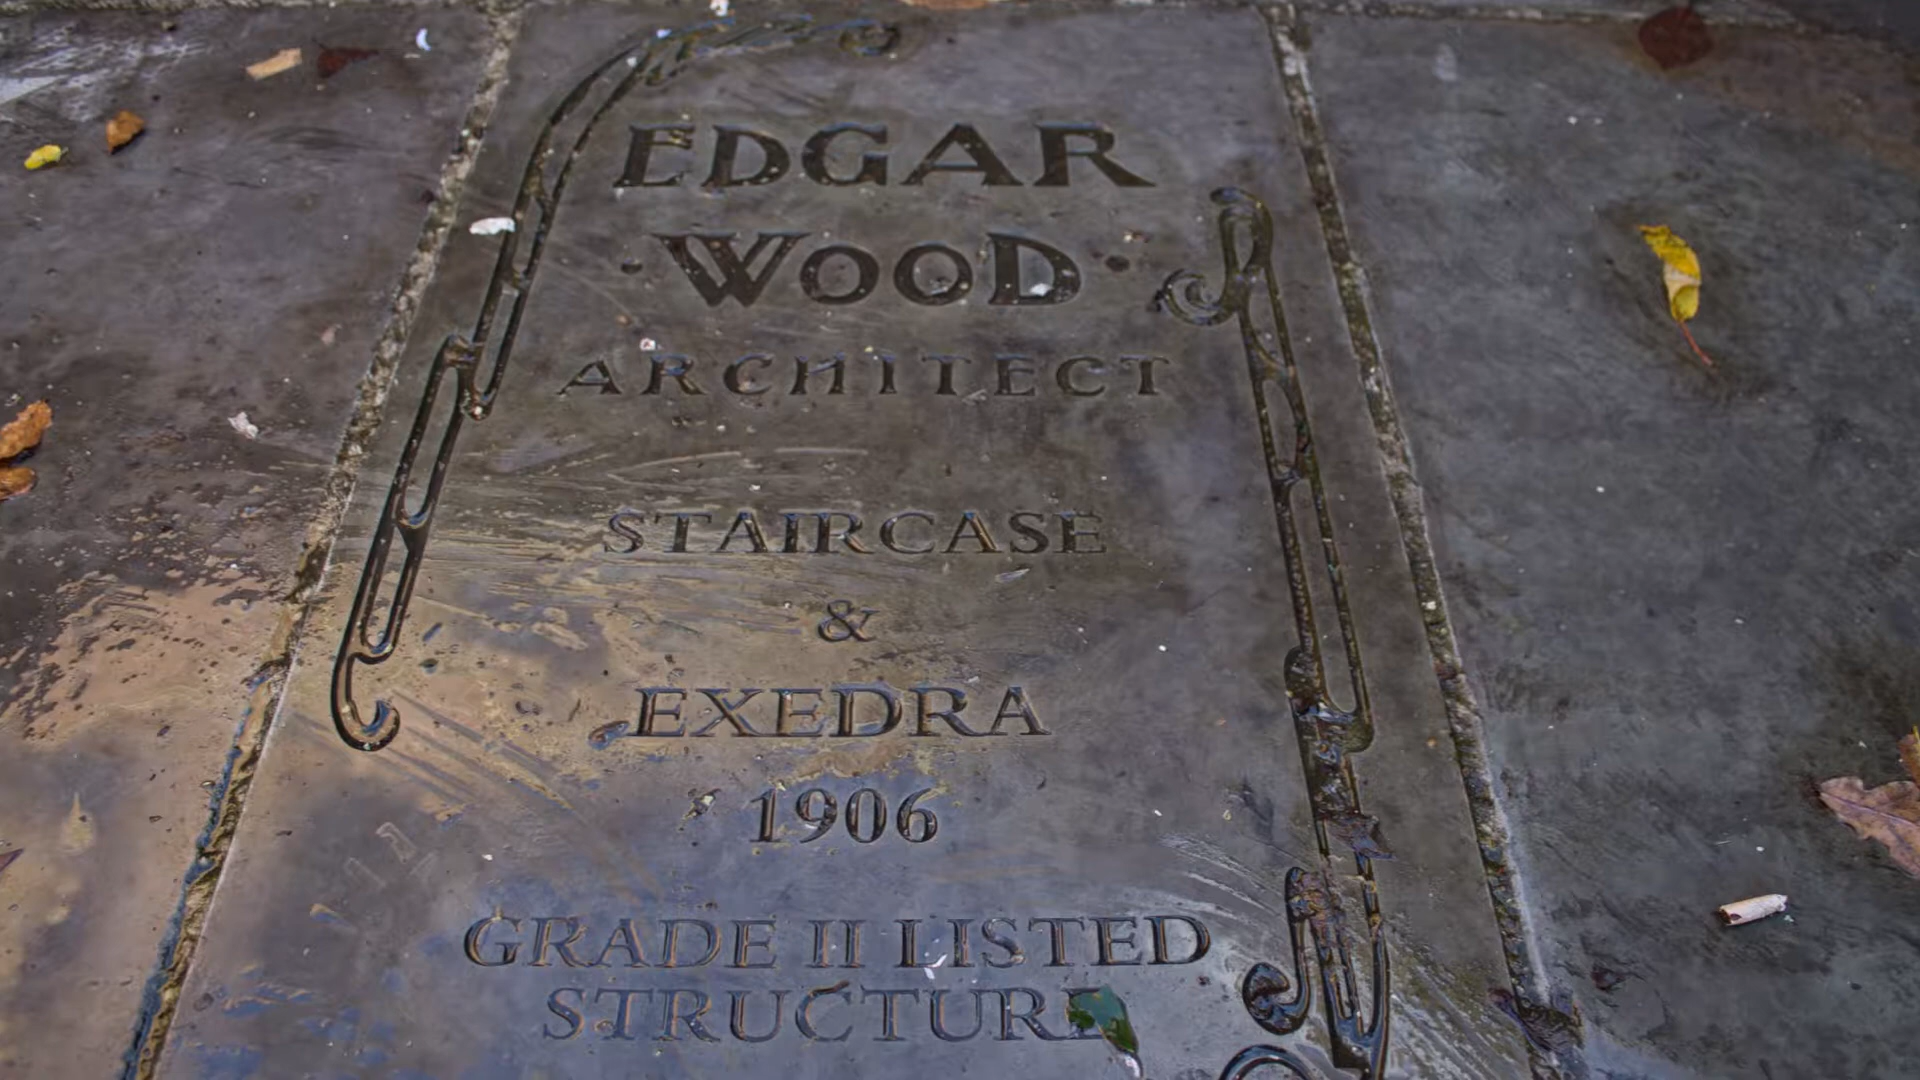 EDGAR
·WOOD·
ARCHITECT
STAIRCASE
&
EXEDRA
1906
GRADE II LISTED
STRUCTURE